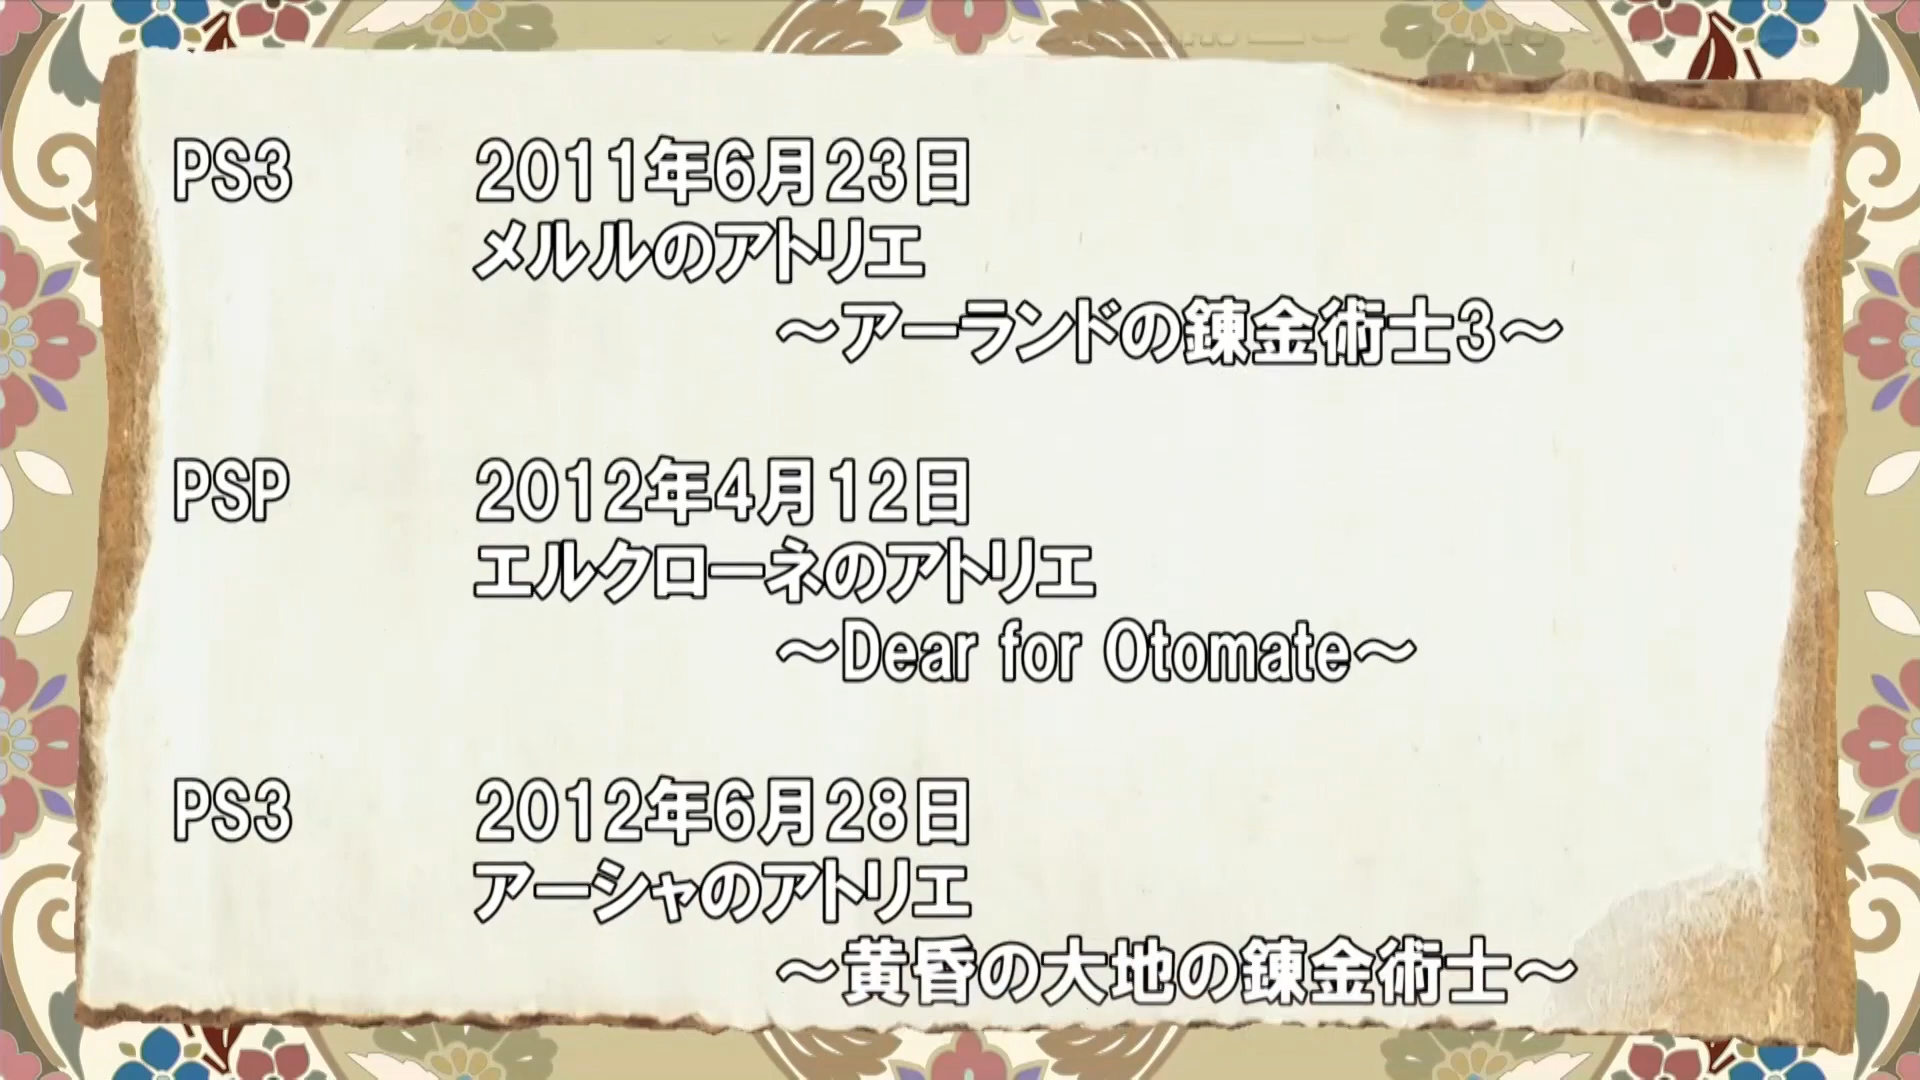 PS3 2011年6月23日
メルルのアトリエ
～アーランドの錬金術士3～
PSP 2012年4月12日
エルクローネのアトリエ
～Dear for Otomate～
PS3 2012年6月28日
アーシャのアトリエ
～黄昏の大地の錬金術士～